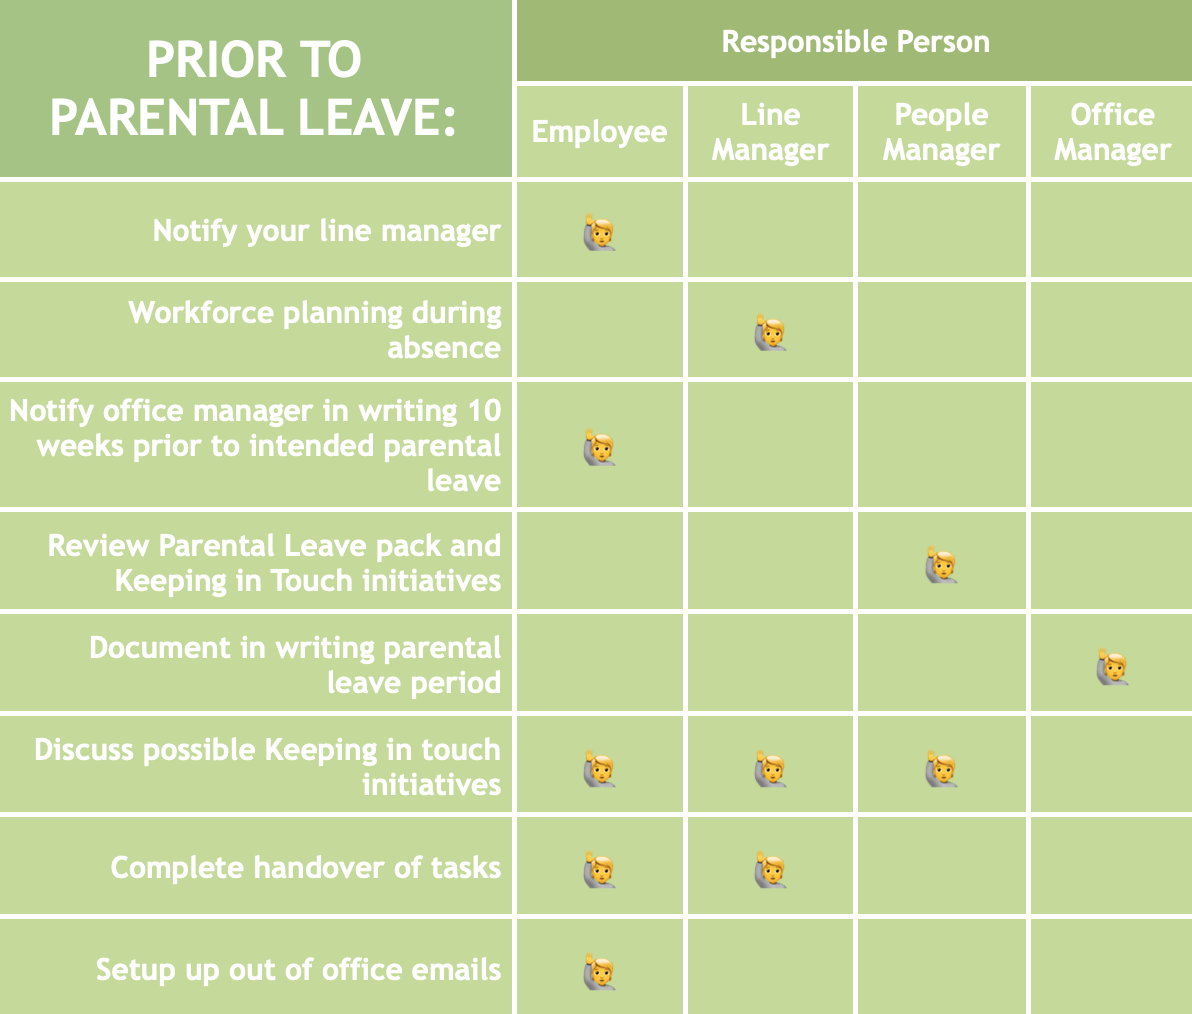 PRIOR TO
PARENTAL LEAVE:
Responsible Person
Employee
Line
Manager
People
Manager
Office
Manager
Notify your line manager
Workforce planning during
absence
Notify office manager in writing 10
weeks prior to intended parental
leave
Review Parental Leave pack and
Keeping in Touch initiatives
Document in writing parental
leave period
Discuss possible Keeping in touch
initiatives
Complete handover of tasks
Setup up out of office emails